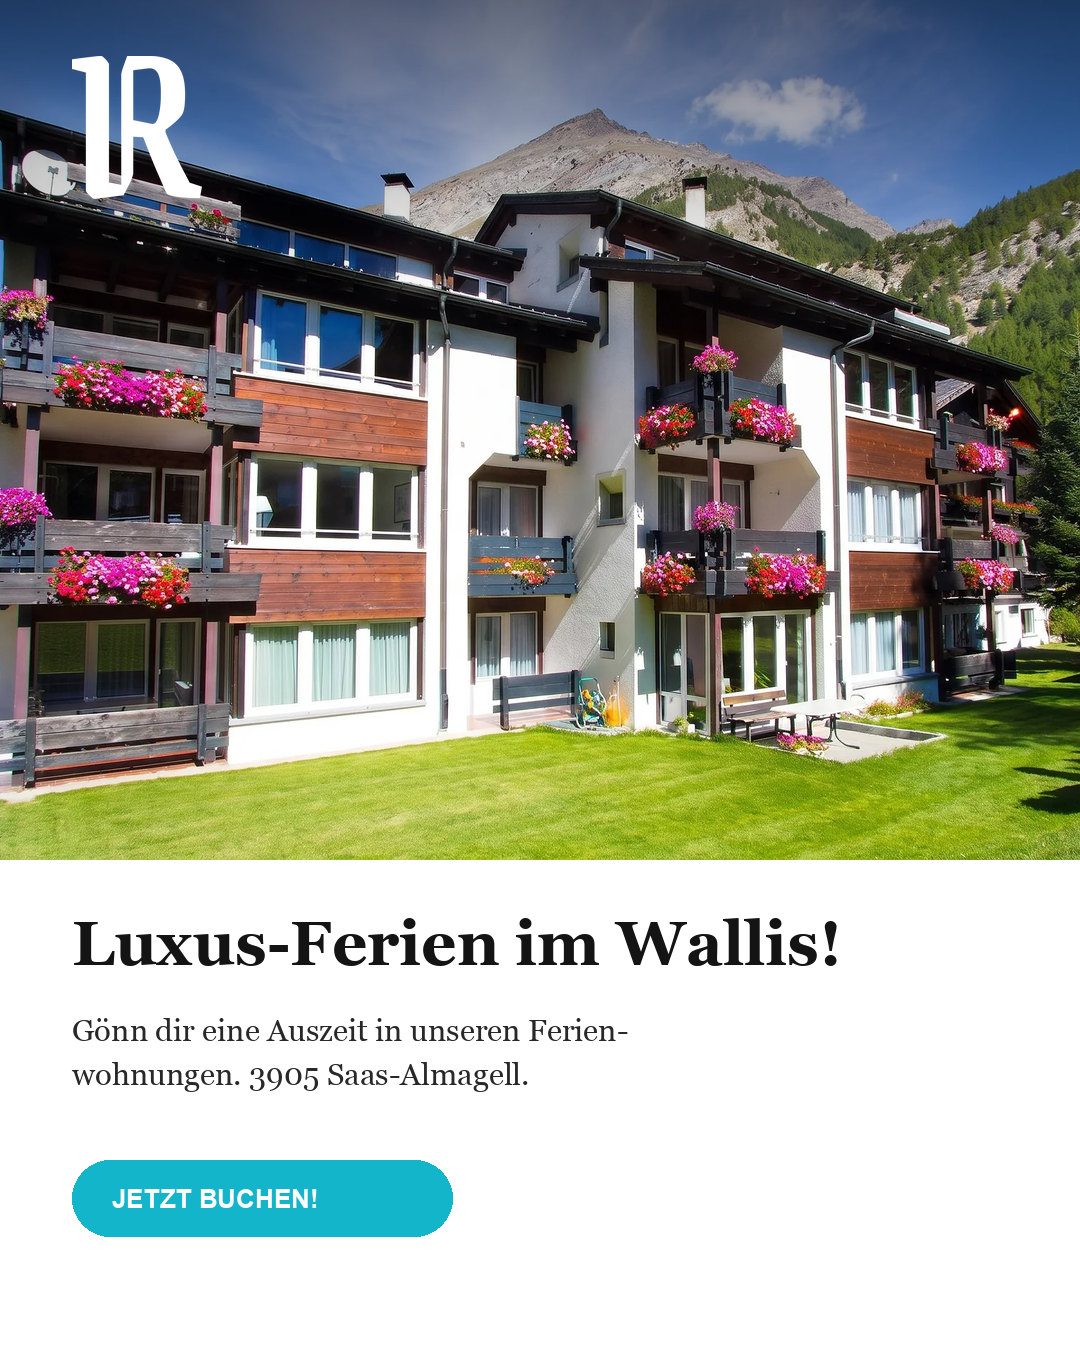 R
Luxus-Ferien im Wallis!
Gönn dir eine Auszeit in unseren Ferien-
wohnungen. 3905 Saas-Almagell.
JETZT BUCHEN!